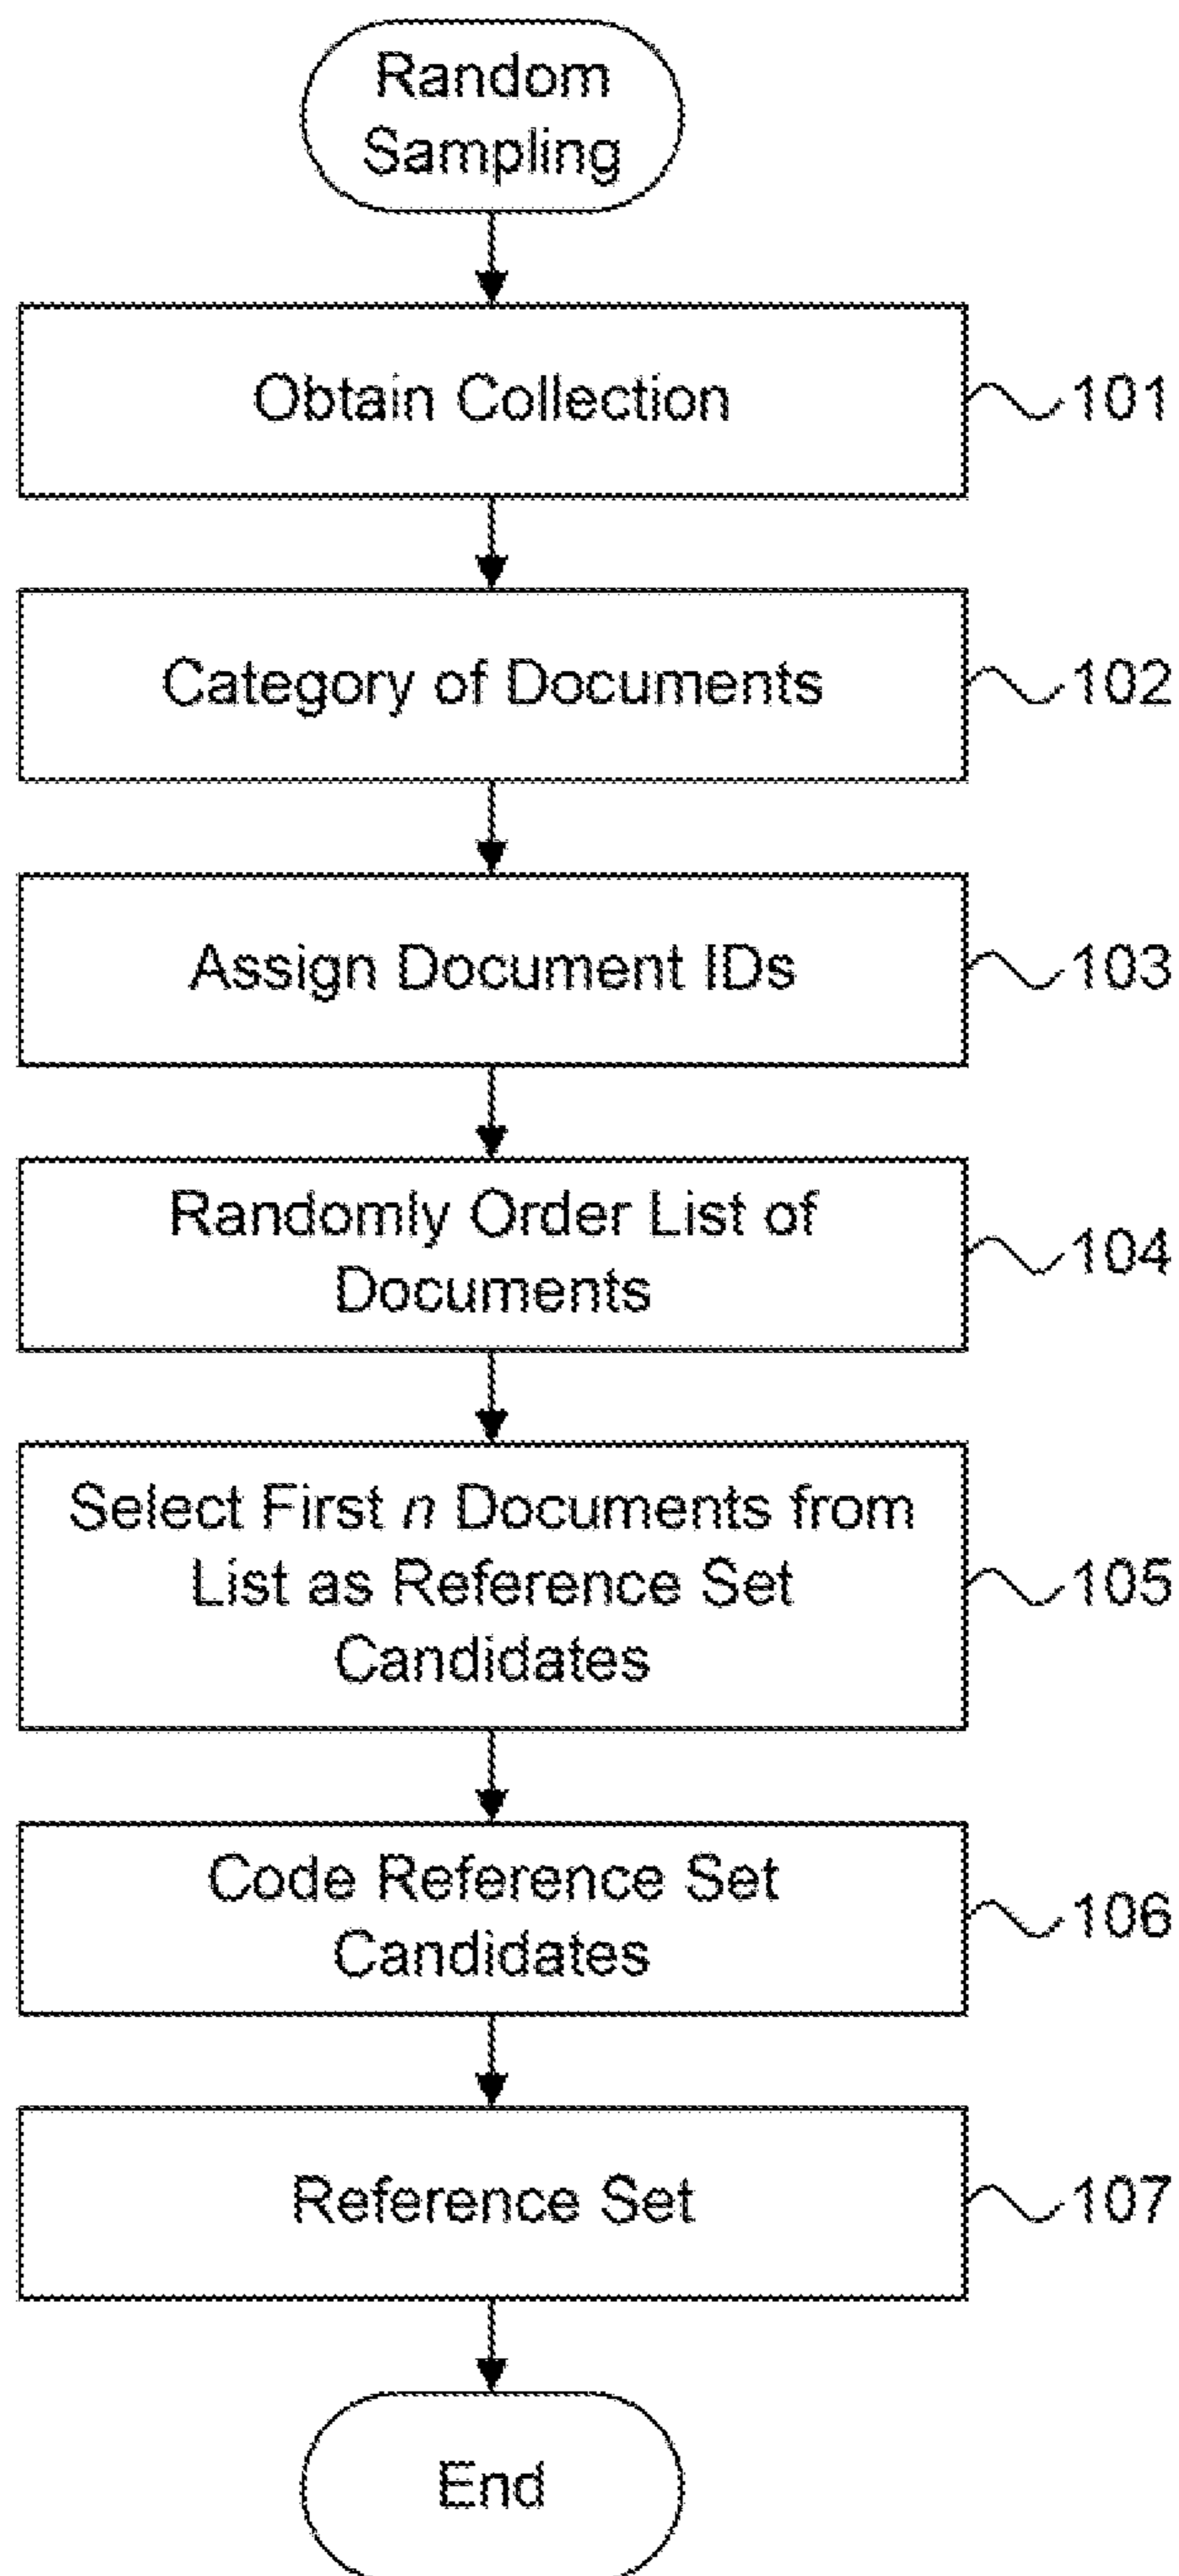 Random
Sampling
Obtain Collection
101
Category of Documents
102
Assign Document IDs
103
Randomly Order List of
Documents
104
Select First n Documents from
List as Reference Set
Candidates
105
Code Reference Set
Candidates
106
Reference Set
107
End